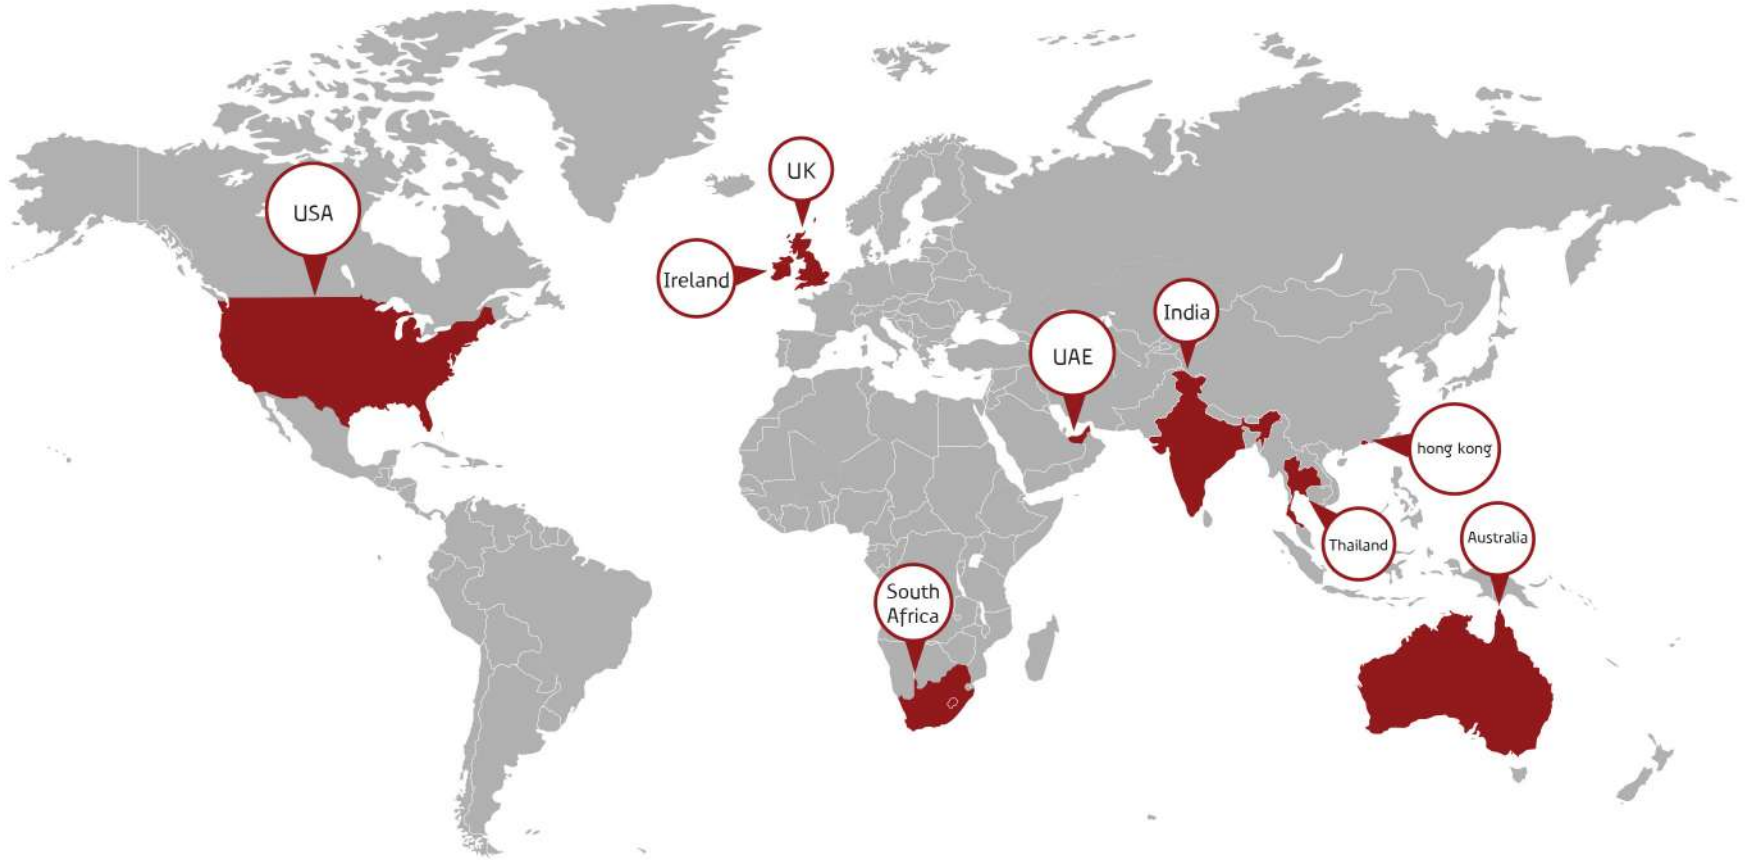 UK
USA
Ireland
India
UAE
hong kong
Thailand
Australia
South
Africa